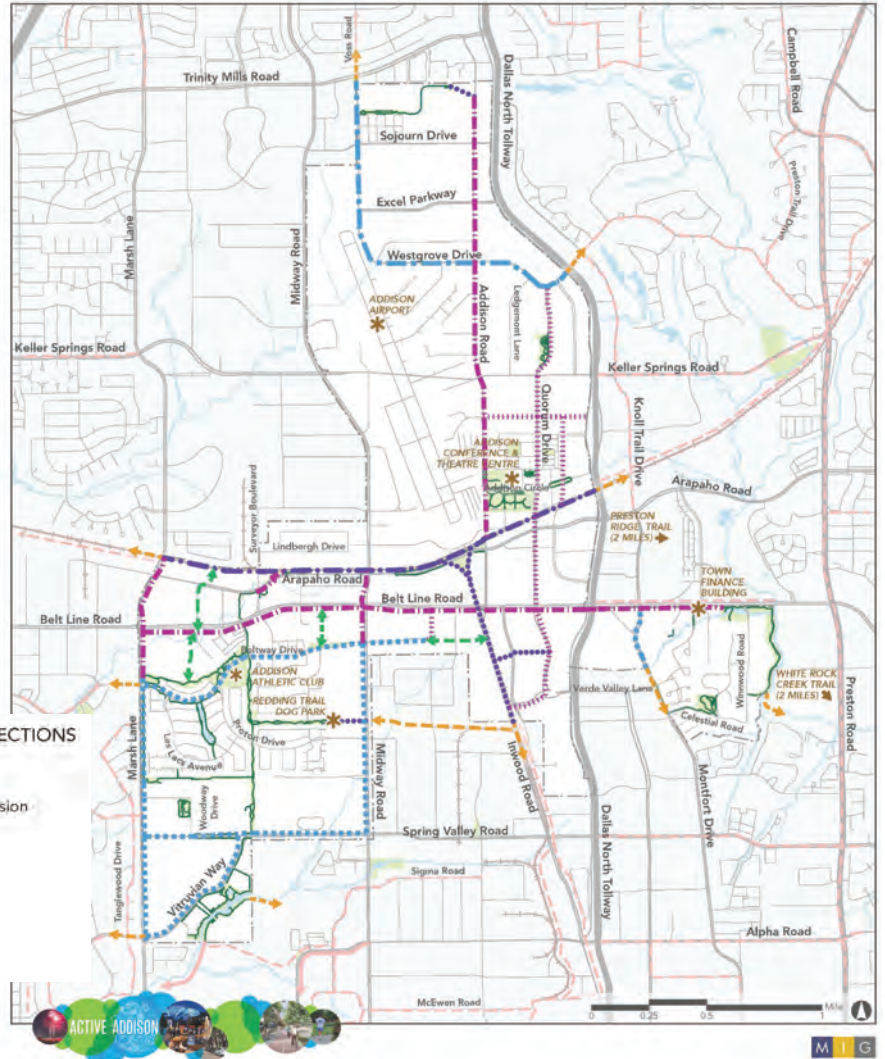 Voss Road
Trinity Mills Road
Dallas North Tollway
Campbell Road
Sojourn Drive
Preston Trail Drive
Excel Parkway
Marsh Lane
Midway Road
Westgrove Drive
ADDISON
AIRPORT
Addison Road
Ledgemont Lane
Keller Springs Road
Keller Springs Road
Quorum Drive
Knoll Trail Drive
ADDISON
CONFERENCE &
THEATRE CENTRE
Addison Circle
Arapaho Road
Surveyor Boulevard
Lindbergh Drive
PRESTON
RIDGE TRAIL
(2 MILES)
Arapaho Road
TOWN
FINANCE
BUILDING
Belt Line Road
Belt Line Road
Beltway Drive
ADDISON
ATHLETIC CLUB
REDDING TRAIL
DOG PARK
Verde Valley Lane
Winnwood Road
WHITE ROCK
CREEK TRAIL
(2 MILES)
Celestial Road
Preston Road
ECTIONS
sion
Marsh Lane
Proton Drive
Les Lacs Avenue
Midway Road
Inwood Road
Woodway
Drive
Spring Valley Road
Montfort Drive
Dallas North Tollway
Tanglewood Drive
Vitruvian Way
Sigma Road
Alpha Road
McEwen Road
0 0.25 0.5 1 Mile
ACTIVE ADDISON
M I G